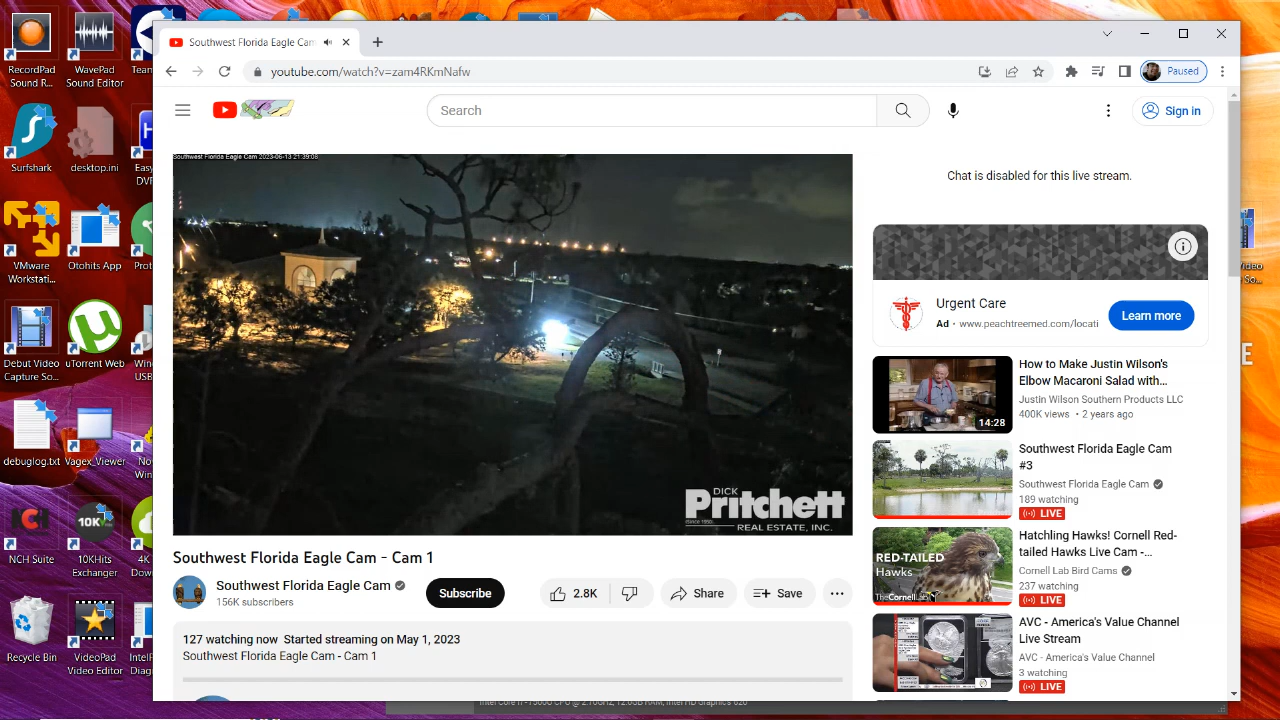 RecordPad
Sound R...
WavePad
Sound Editor
Surfshark
desktop.ini
VMware
Workstati...
Otohits App
Debut Video
Capture So...
uTorrent Web
debuglog.txt
Vagex_Viewer
NCH Suite
10KHits
Exchanger
Recycle Bin
VideoPad
Video Editor
Southwest Florida Eagle Cam
youtube.com/watch?v=zam4RKmNafw
Paused
Search
Sign in
Southwest Florida Eagle Cam 2023-06-13 21:39:08
DICK
Pritchett
Since 1950
REAL ESTATE, INC.
Southwest Florida Eagle Cam - Cam 1
Southwest Florida Eagle Cam
156K subscribers
Subscribe
2.8K
Share
Save
127 watching now Started streaming on May 1, 2023
Southwest Florida Eagle Cam - Cam 1
Chat is disabled for this live stream.
Urgent Care
Ad • www.peachtreemed.com/locati
Learn more
14:28
How to Make Justin Wilson's
Elbow Macaroni Salad with...
Justin Wilson Southern Products LLC
400K views • 2 years ago
Southwest Florida Eagle Cam
#3
Southwest Florida Eagle Cam
189 watching
LIVE
RED-TAILED
Hawks
TheCornellLab
Hatchling Hawks! Cornell Red-
tailed Hawks Live Cam -...
Cornell Lab Bird Cams
237 watching
LIVE
AVC - America's Value Channel
Live Stream
AVC - America's Value Channel
3 watching
LIVE